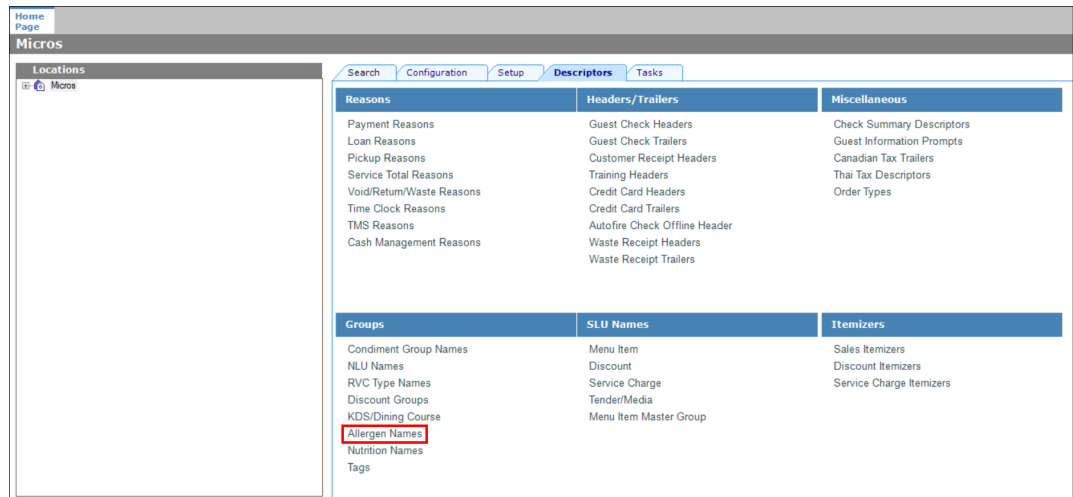 Home
Page
Micros
Locations
Micros
Search Configuration Setup Descriptors Tasks
Reasons
Payment Reasons
Loan Reasons
Pickup Reasons
Service Total Reasons
Void/Return/Waste Reasons
Time Clock Reasons
TMS Reasons
Cash Management Reasons
Headers/Trailers
Guest Check Headers
Guest Check Trailers
Customer Receipt Headers
Training Headers
Credit Card Headers
Credit Card Trailers
Autofire Check Offline Header
Waste Receipt Headers
Waste Receipt Trailers
Miscellaneous
Check Summary Descriptors
Guest Information Prompts
Canadian Tax Trailers
Thai Tax Descriptors
Order Types
Groups
Condiment Group Names
NLU Names
RVC Type Names
Discount Groups
KDS/Dining Course
Allergen Names
Nutrition Names
Tags
SLU Names
Menu Item
Discount
Service Charge
Tender/Media
Menu Item Master Group
Itemizers
Sales Itemizers
Discount Itemizers
Service Charge Itemizers